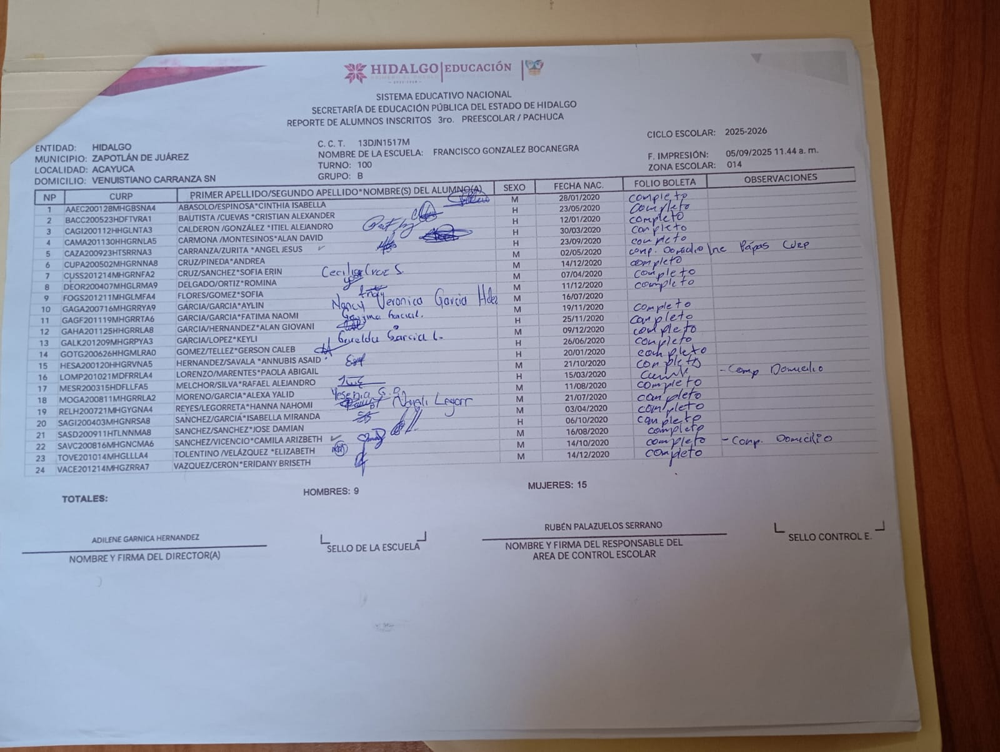 HIDALGO | EDUCACIÓN
SISTEMA EDUCATIVO NACIONAL
SECRETARÍA DE EDUCACIÓN PÚBLICA DEL ESTADO DE HIDALGO
REPORTE DE ALUMNOS INSCRITOS 3ro. PREESCOLAR / PACHUCA
ENTIDAD: HIDALGO C. C. T. 13DJN1517M CICLO ESCOLAR: 2025-2026
MUNICIPIO: ZAPOTLÁN DE JUÁREZ NOMBRE DE LA ESCUELA: FRANCISCO GONZALEZ BOCANEGRA F. IMPRESIÓN: 05/09/2025 11.44 a. m.
LOCALIDAD: ACAYUCA TURNO: 100 ZONA ESCOLAR: 014
DOMICILIO: VENUISTIANO CARRANZA SN GRUPO: B
NP CURP PRIMER APELLIDO/SEGUNDO APELLIDO*NOMBRE(S) DEL ALUMNO(A) SEXO FECHA NAC. FOLIO BOLETA OBSERVACIONES
1 AAEC200128MHGBSNA4 ABASOLO/ESPINOSA*CINTHIA ISABELLA M 28/01/2020 completo
2 BACC200523HDFTVRA1 BAUTISTA /CUEVAS *CRISTIAN ALEXANDER H 23/05/2020 completo
3 CAGI200112HHGLNTA3 CALDERON /GONZÁLEZ *ITIEL ALEJANDRO H 12/01/2020 completo
4 CAMA201130HHGRNLA5 CARMONA /MONTESINOS*ALAN DAVID H 30/03/2020 completo
5 CAZA200923HTSRRNA3 CARRANZA/ZURITA *ANGEL JESUS H 23/09/2020 completo
6 CUPA200502MHGRNNA8 CRUZ/PINEDA*ANDREA M 02/05/2020 comp. Domicilio Ine Pápas Curp
7 CUSS201214MHGRNFA2 CRUZ/SANCHEZ*SOFIA ERIN Cecilia Cruz S. M 14/12/2020 completo
8 DEOR200407MHGLRMA9 DELGADO/ORTIZ*ROMINA M 07/04/2020 completo
9 FOGS201211MHGLMFA4 FLORES/GOMEZ*SOFIA M 11/12/2020 completo
10 GAGA200716MHGRRYA9 GARCIA/GARCIA*AYLIN Nancy Veronica Garcia Hdez M 16/07/2020
11 GAGF201119MHGRRTA6 GARCIA/GARCIA*FATIMA NAOMI M 19/11/2020 completo
12 GAHA201125HHGRRLA8 GARCIA/HERNANDEZ*ALAN GIOVANI H 25/11/2020 completo
13 GALK201209MHGRPYA3 GARCIA/LOPEZ*KEYLI Garcia L. M 09/12/2020 completo
14 GOTG200626HHGMLRA0 GOMEZ/TELLEZ*GERSON CALEB H 26/06/2020 completo
15 HESA200120HHGRVNA5 HERNANDEZ/SAVALA *ANNUBIS ASAID H 20/01/2020 completo
16 LOMP201021MDFRRLA4 LORENZO/MARENTES*PAOLA ABIGAIL M 21/10/2020 completo
17 MESR200315HDFLLFA5 MELCHOR/SILVA*RAFAEL ALEJANDRO H 15/03/2020 - Comp Domicilio
18 MOGA200811MHGRRLA2 MORENO/GARCIA*ALEXA YALID Yesenia G. M 11/08/2020 completo
19 RELH200721MHGYGNA4 REYES/LEGORRETA*HANNA NAHOMI M 21/07/2020 completo
20 SAGI200403MHGNRSA8 SANCHEZ/GARCIA*ISABELLA MIRANDA M 03/04/2020 completo
21 SASD200911HTLNNMA8 SANCHEZ/SANCHEZ*JOSE DAMIAN H 06/10/2020 completo
22 SAVC200816MHGNCMA6 SANCHEZ/VICENCIO*CAMILA ARIZBETH M 16/08/2020 completo
23 TOVE201014MHGLLLA4 TOLENTINO /VELÁZQUEZ *ELIZABETH M 14/10/2020 completo - Comp. Domicilio
24 VACE201214MHGZRRA7 VAZQUEZ/CERON*ERIDANY BRISETH M 14/12/2020 completo
TOTALES: HOMBRES: 9 MUJERES: 15
ADILENE GARNICA HERNANDEZ RUBÉN PALAZUELOS SERRANO
NOMBRE Y FIRMA DEL DIRECTOR(A) SELLO DE LA ESCUELA NOMBRE Y FIRMA DEL RESPONSABLE DEL SELLO CONTROL E.
AREA DE CONTROL ESCOLAR